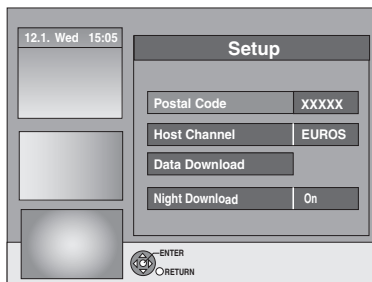 12.1. Wed 15:05
Setup
Postal Code XXXXX
Host Channel EUROS
Data Download
Night Download On
ENTER
RETURN